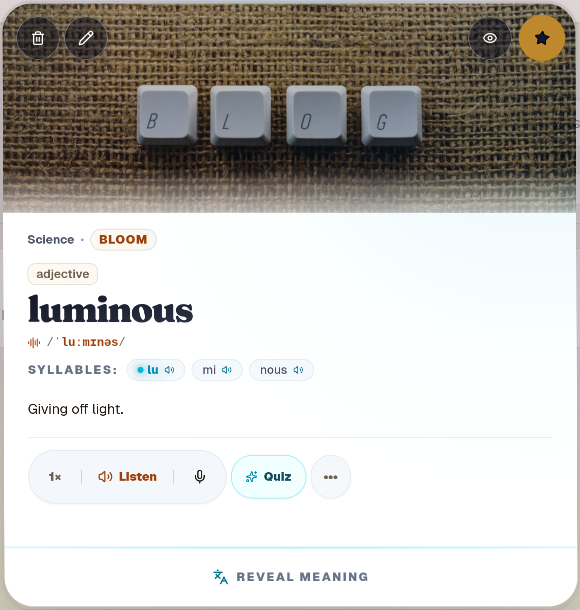 B L O G
Science · BLOOM
adjective
luminous
/ˈluːmɪnəs/
SYLLABLES: lu mi nous
Giving off light.
1× Listen Quiz
REVEAL MEANING